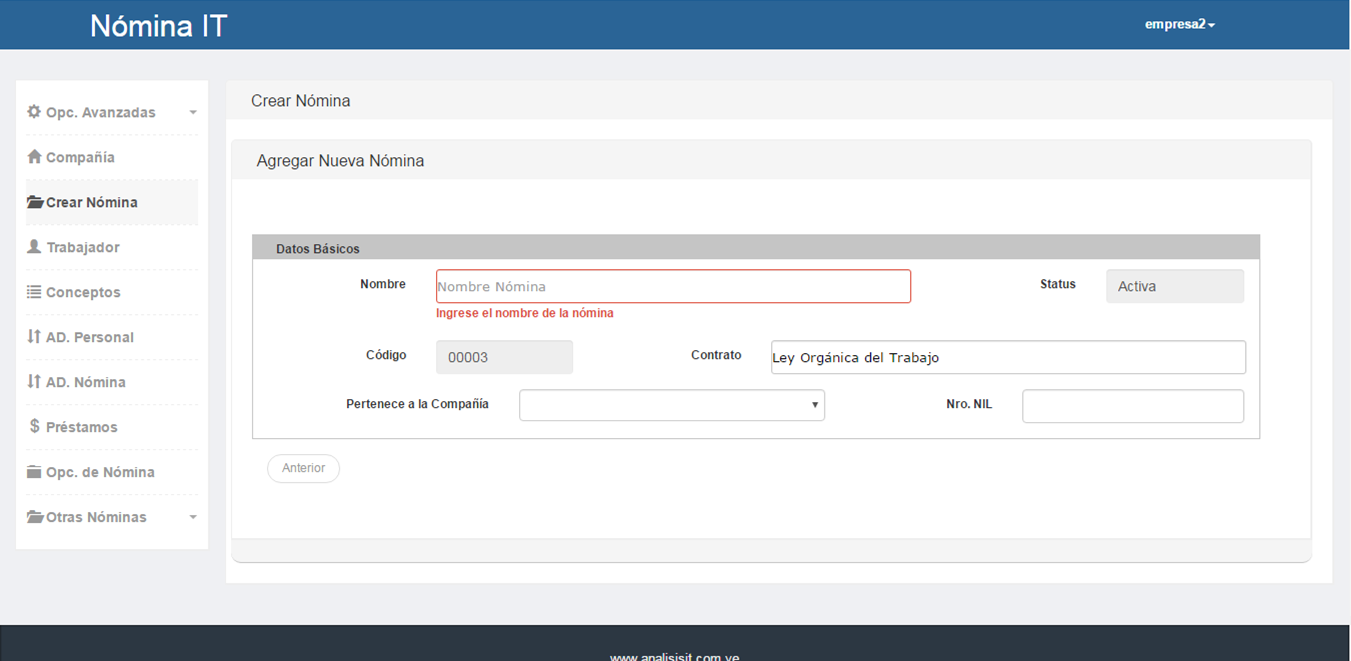 Nómina IT
empresa2
Opc. Avanzadas
Compañía
Crear Nómina
Trabajador
Conceptos
AD. Personal
AD. Nómina
$ Préstamos
Opc. de Nómina
Otras Nóminas
Crear Nómina
Agregar Nueva Nómina
Datos Básicos
Nombre Nombre Nómina Status Activa
Ingrese el nombre de la nómina
Código 00003 Contrato Ley Orgánica del Trabajo
Pertenece a la Compañía Nro. NIL
Anterior
www.analisisit.com.ve